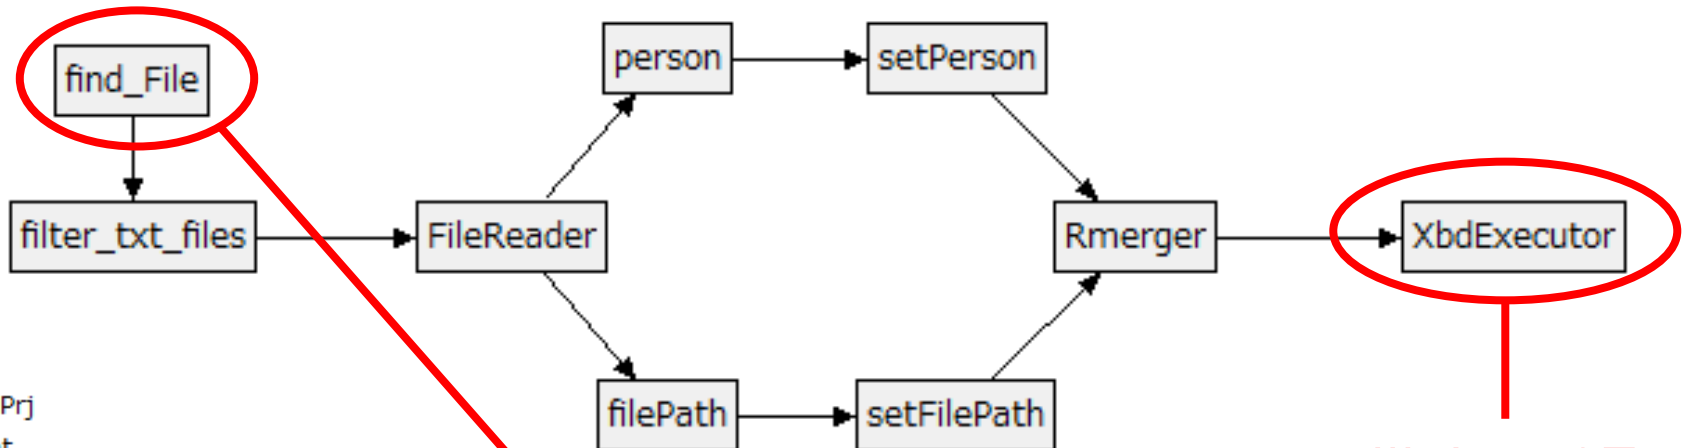 find_File
person
setPerson
filter_txt_files
FileReader
Rmerger
XbdExecutor
filePath
setFilePath
Prj